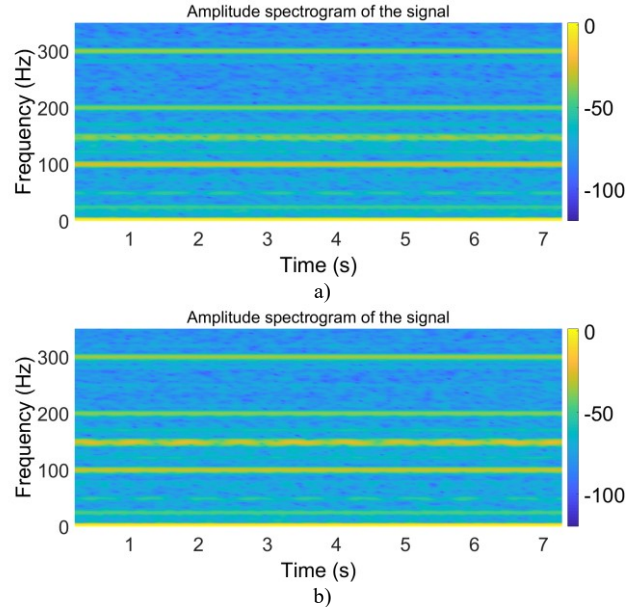 Amplitude spectrogram of the signal
0
300
Frequency (Hz)
200
-50
100
-100
0
1 2 3 4 5 6 7
Time (s)
a)
Amplitude spectrogram of the signal
0
300
Frequency (Hz)
200
-50
100
-100
0
1 2 3 4 5 6 7
Time (s)
b)